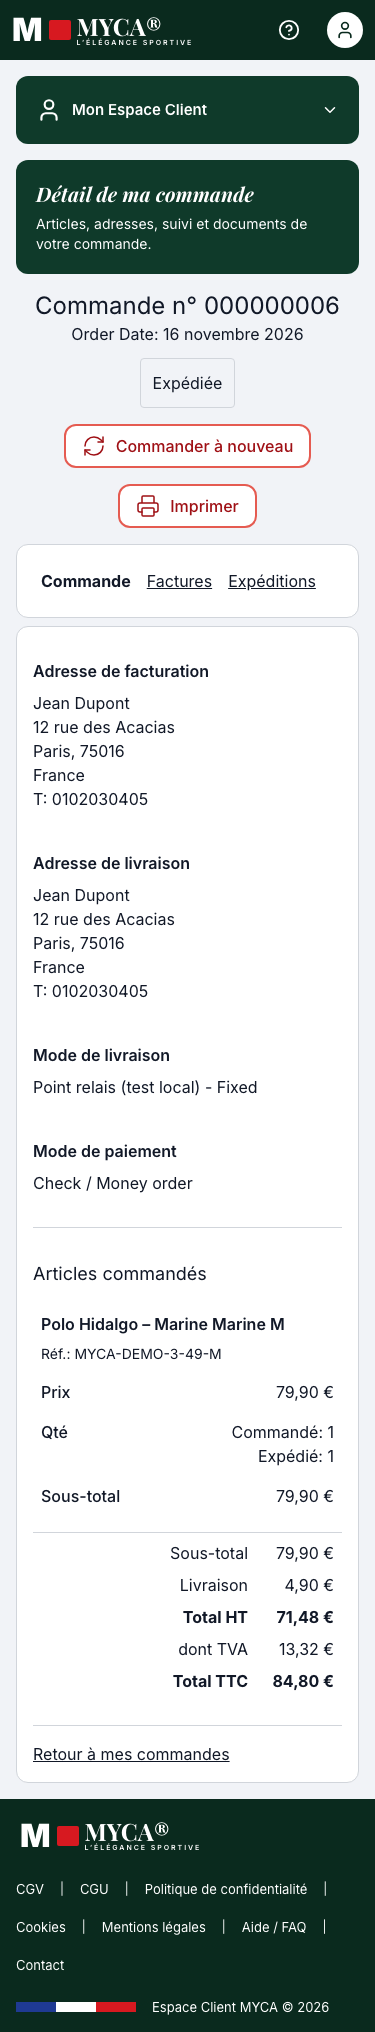 M MYCA®
L'ÉLÉGANCE SPORTIVE
Mon Espace Client
Détail de ma commande
Articles, adresses, suivi et documents de
votre commande.
Commande n° 000000006
Order Date: 16 novembre 2026
Expédiée
Commander à nouveau
Imprimer
Commande Factures Expéditions
Adresse de facturation
Jean Dupont
12 rue des Acacias
Paris, 75016
France
T: 0102030405
Adresse de livraison
Jean Dupont
12 rue des Acacias
Paris, 75016
France
T: 0102030405
Mode de livraison
Point relais (test local) - Fixed
Mode de paiement
Check / Money order
Articles commandés
Polo Hidalgo – Marine Marine M
Réf.: MYCA-DEMO-3-49-M
Prix 79,90 €
Qté Commandé: 1
Expédié: 1
Sous-total 79,90 €
Sous-total 79,90 €
Livraison 4,90 €
Total HT 71,48 €
dont TVA 13,32 €
Total TTC 84,80 €
Retour à mes commandes
M MYCA®
L'ÉLÉGANCE SPORTIVE
CGV | CGU | Politique de confidentialité |
Cookies | Mentions légales | Aide / FAQ |
Contact
Espace Client MYCA © 2026